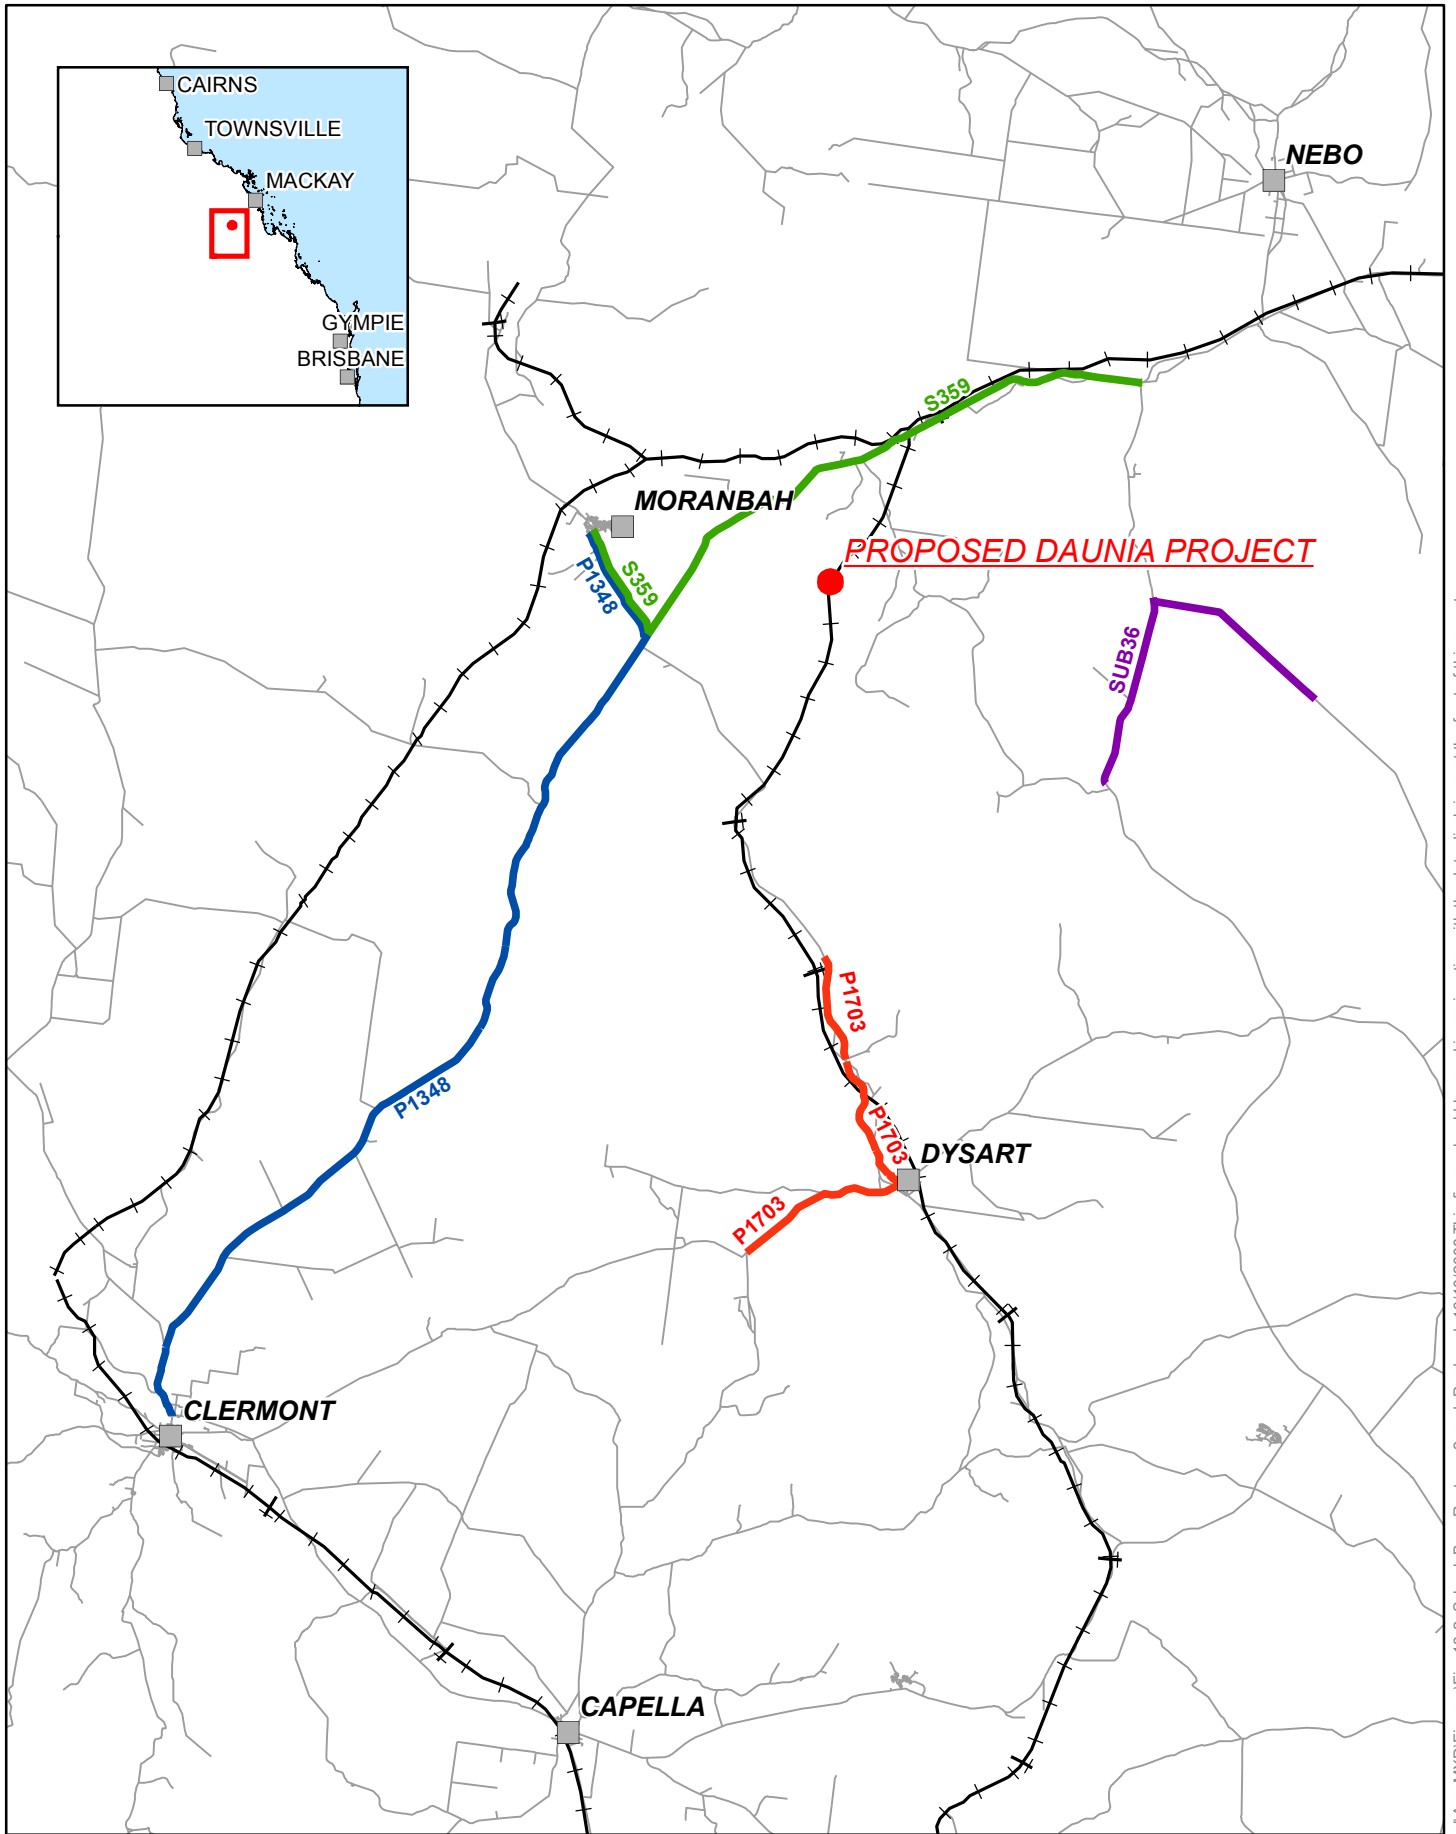 CAIRNS
TOWNSVILLE
MACKAY
GYMPIE
BRISBANE
NEBO
S359
MORANBAH
PROPOSED DAUNIA PROJECT
P1348
S359
SUB36
P1703
P1348
P1703
DYSART
P1703
CLERMONT
CAPELLA